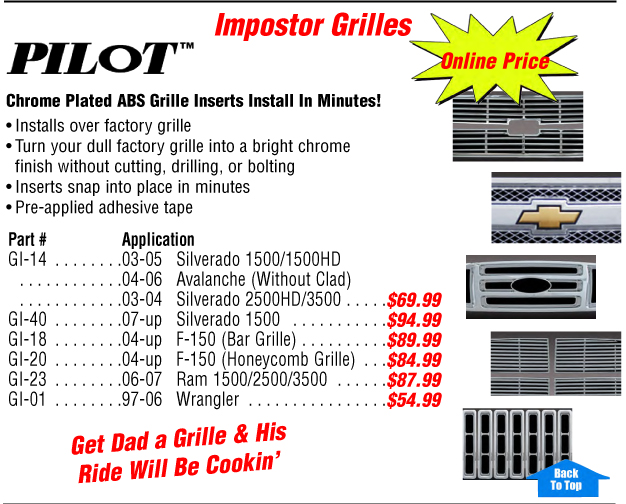 Impostor Grilles
PILOT™
Online Price
Chrome Plated ABS Grille Inserts Install In Minutes!
• Installs over factory grille
• Turn your dull factory grille into a bright chrome
finish without cutting, drilling, or bolting
• Inserts snap into place in minutes
• Pre-applied adhesive tape
Part # Application
GI-14 . . . . . . . .03-05 Silverado 1500/1500HD
. . . . . . . . . . . .04-06 Avalanche (Without Clad)
. . . . . . . . . . . .03-04 Silverado 2500HD/3500 . . . . . .$69.99
GI-40 . . . . . . . .07-up Silverado 1500 . . . . . . . . . . .$94.99
GI-18 . . . . . . . .04-up F-150 (Bar Grille) . . . . . . . . . . .$89.99
GI-20 . . . . . . . .04-up F-150 (Honeycomb Grille) . . .$84.99
GI-23 . . . . . . . .06-07 Ram 1500/2500/3500 . . . . . . .$87.99
GI-01 . . . . . . . .97-06 Wrangler . . . . . . . . . . . . . . . . .$54.99
Get Dad a Grille & His
Ride Will Be Cookin’
Back
To Top